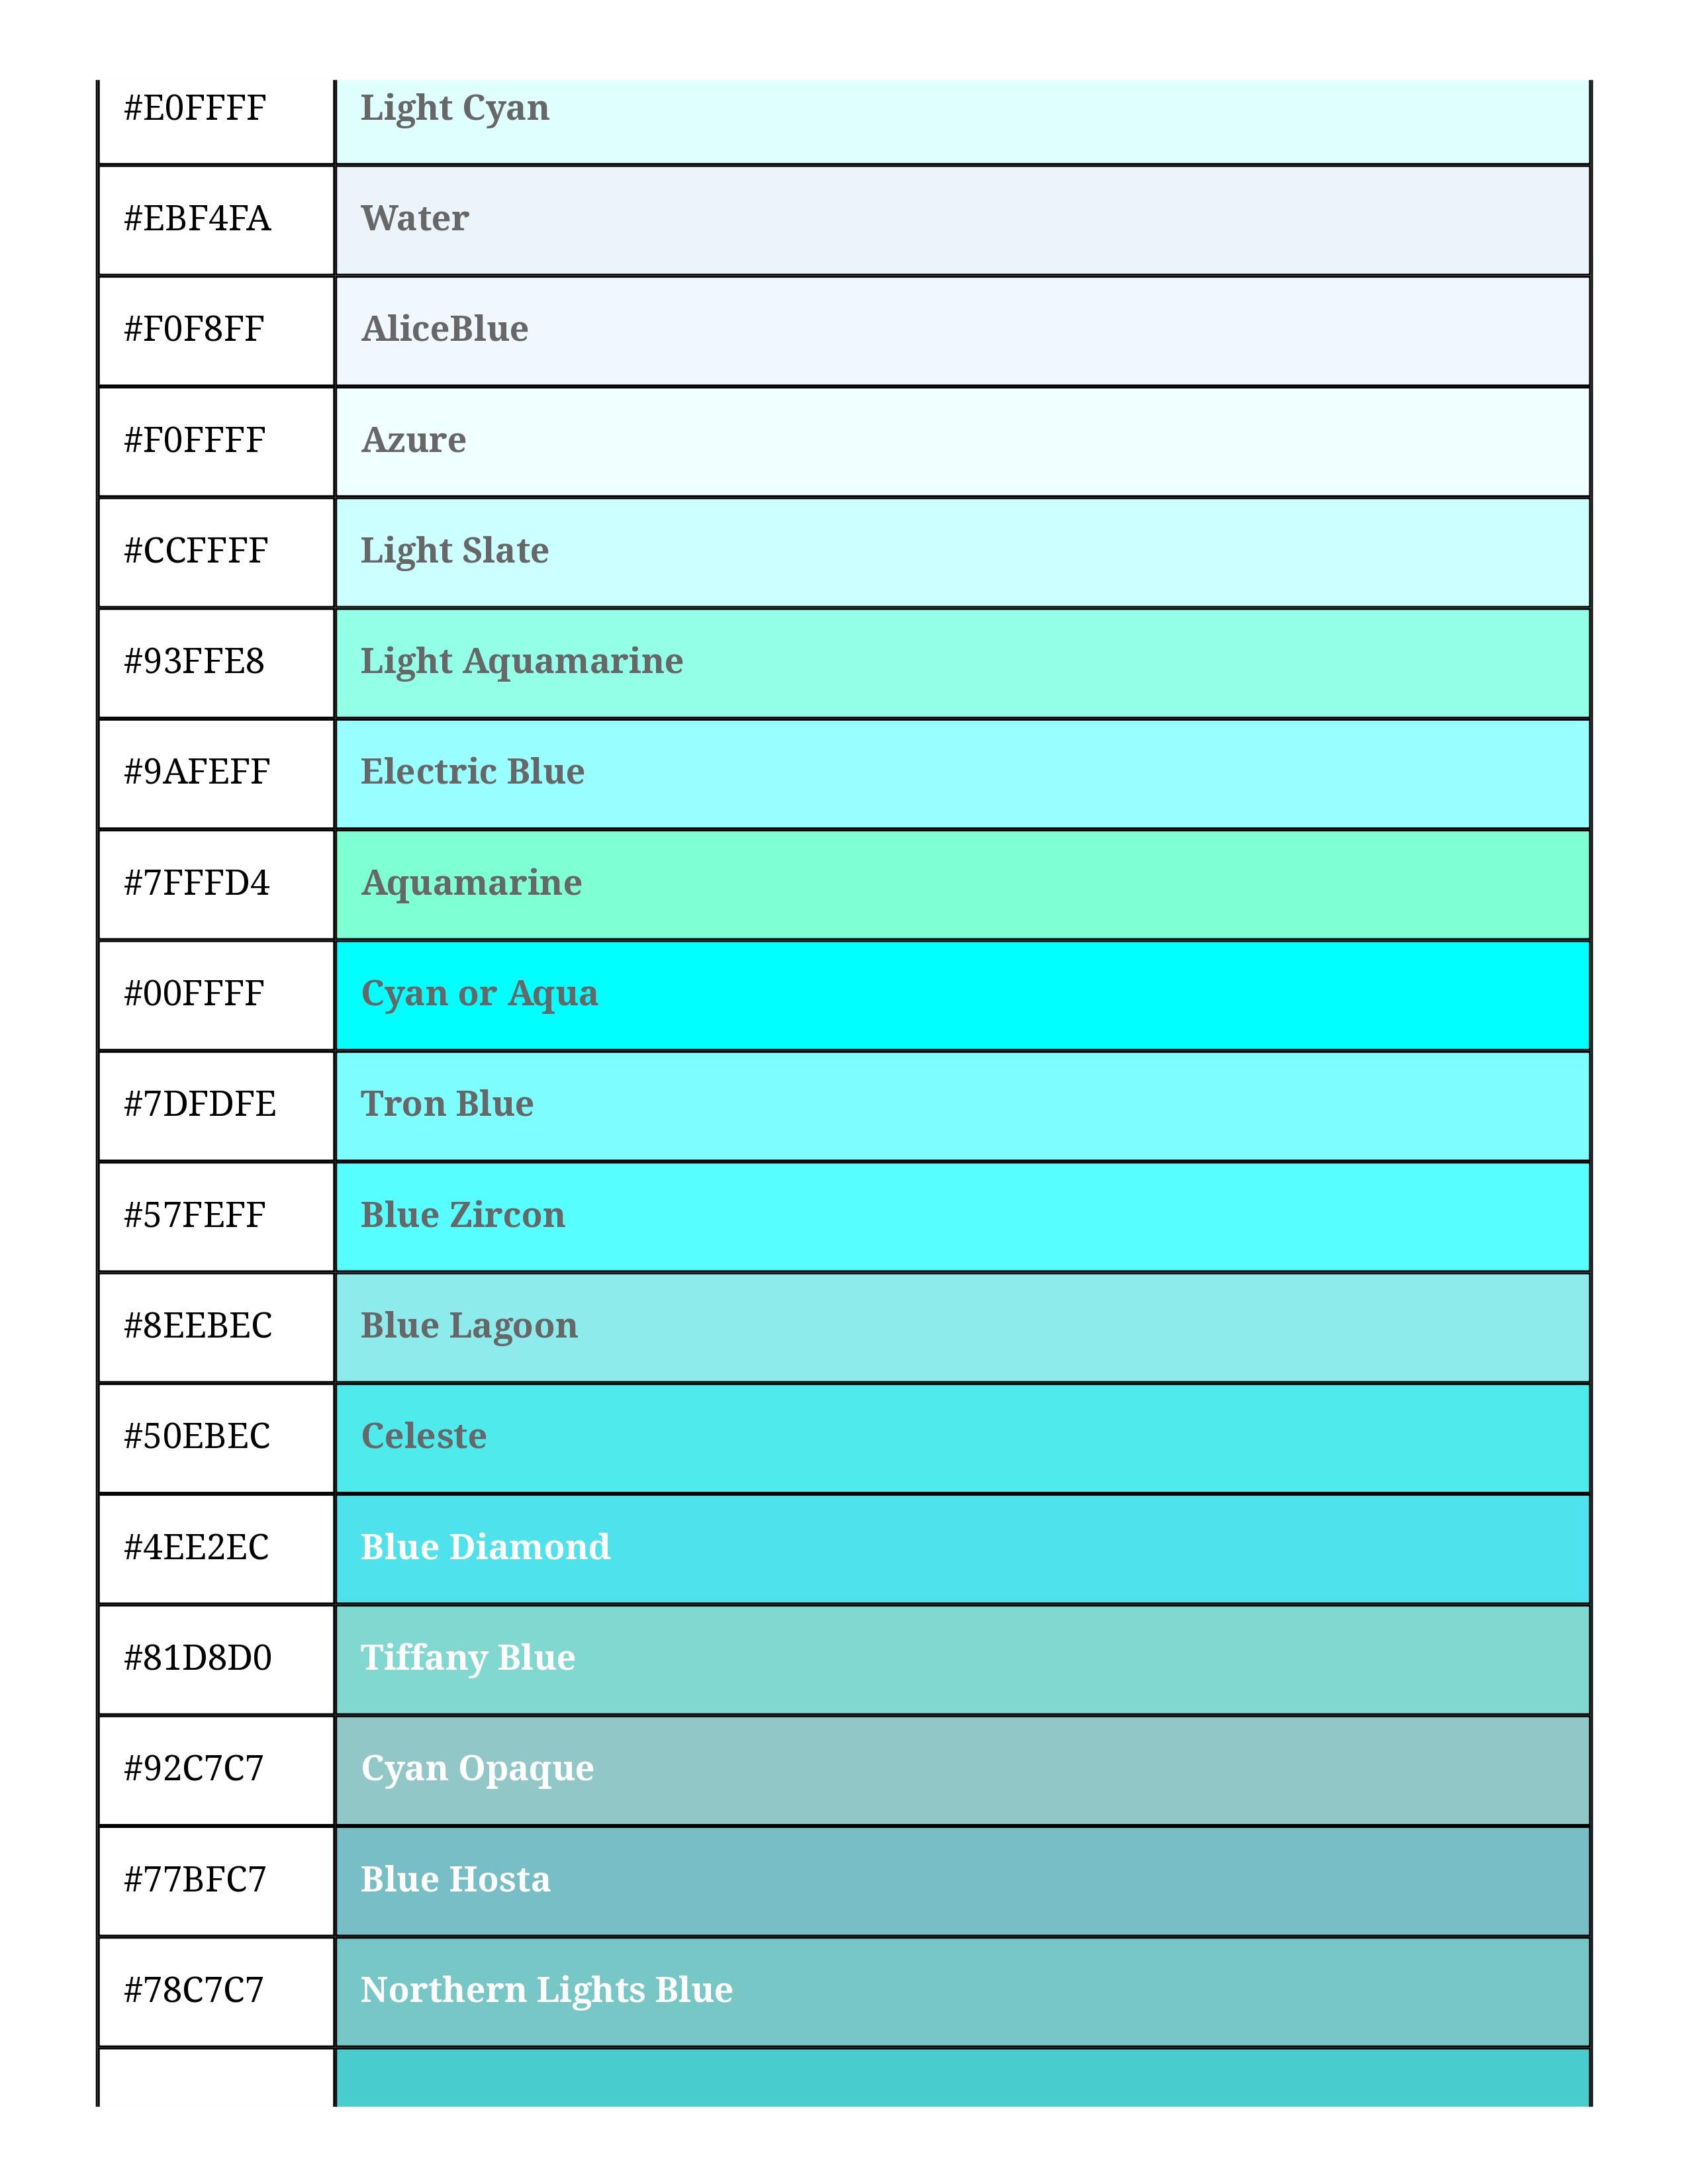 #E0FFFF Light Cyan
#EBF4FA Water
#F0F8FF AliceBlue
#F0FFFF Azure
#CCFFFF Light Slate
#93FFE8 Light Aquamarine
#9AFEFF Electric Blue
#7FFFD4 Aquamarine
#00FFFF Cyan or Aqua
#7DFDFE Tron Blue
#57FEFF Blue Zircon
#8EEBEC Blue Lagoon
#50EBEC Celeste
#4EE2EC Blue Diamond
#81D8D0 Tiffany Blue
#92C7C7 Cyan Opaque
#77BFC7 Blue Hosta
#78C7C7 Northern Lights Blue